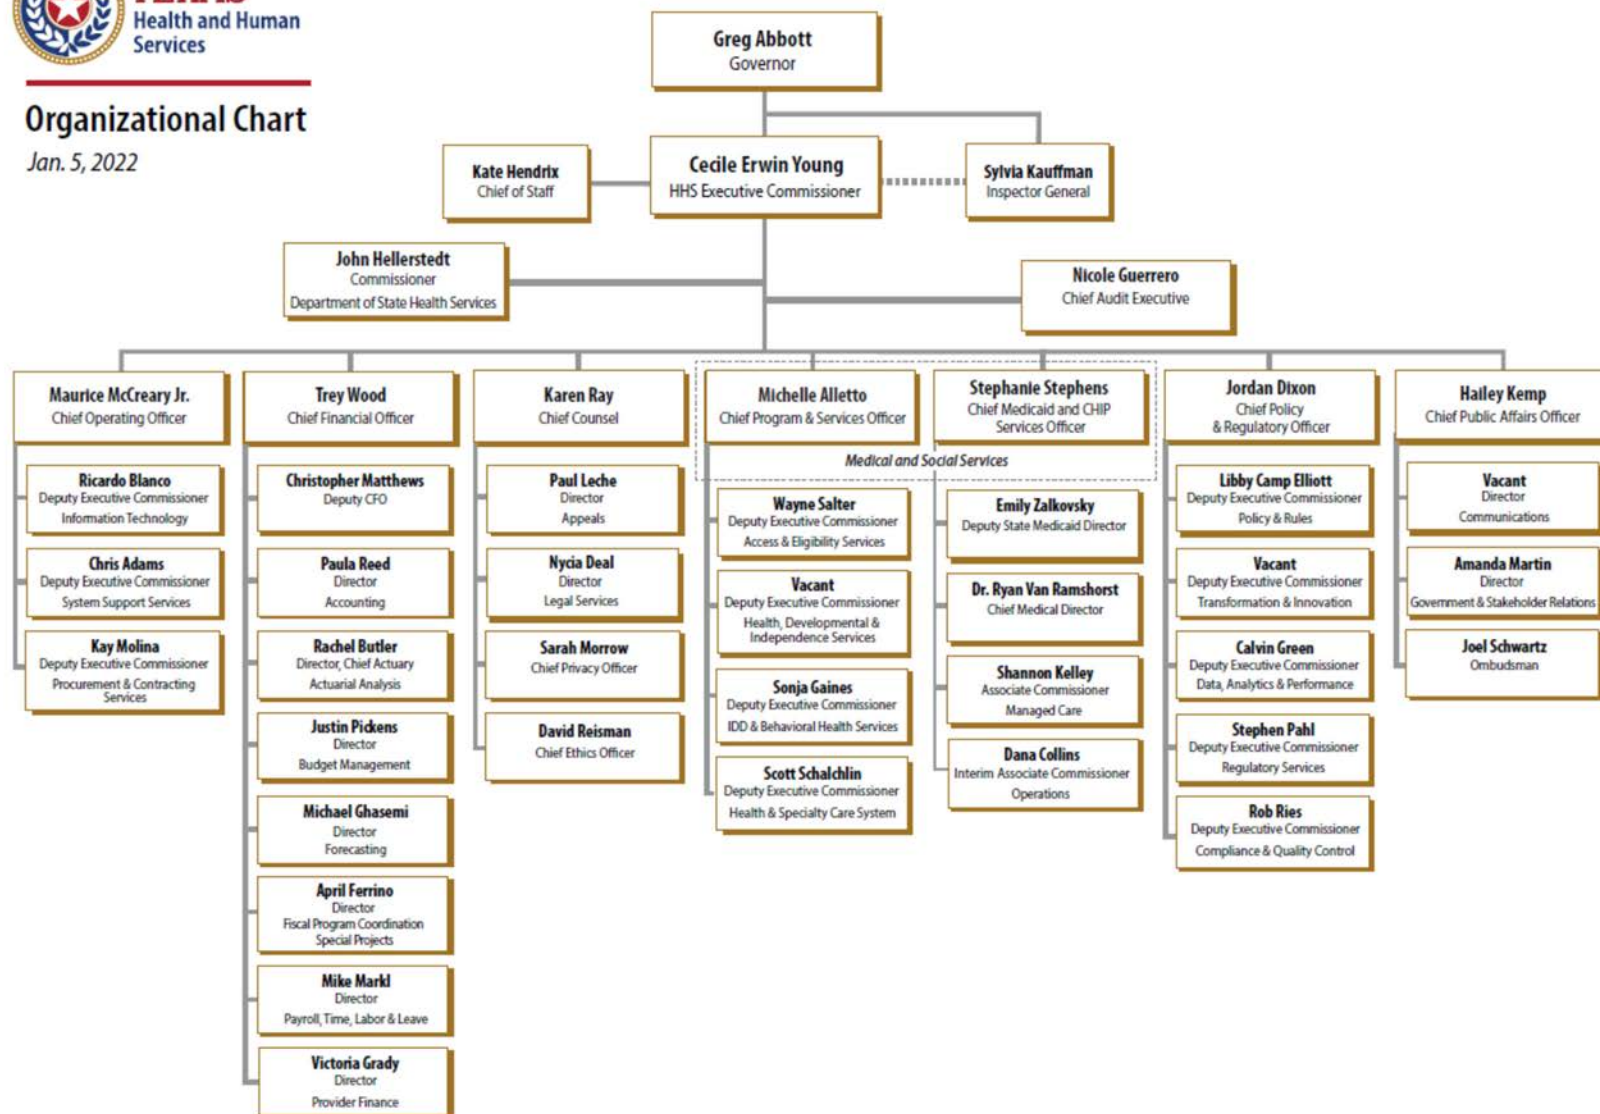 Health and Human
Services
Organizational Chart
Jan. 5, 2022
Greg Abbott
Governor
Kate Hendrix
Chief of Staff
Cecile Erwin Young
HHS Executive Commissioner
Sylvia Kauffman
Inspector General
John Hellerstedt
Commissioner
Department of State Health Services
Nicole Guerrero
Chief Audit Executive
Maurice McCreary Jr.
Chief Operating Officer
Ricardo Blanco
Deputy Executive Commissioner
Information Technology
Chris Adams
Deputy Executive Commissioner
System Support Services
Kay Molina
Deputy Executive Commissioner
Procurement & Contracting
Services
Trey Wood
Chief Financial Officer
Christopher Matthews
Deputy CFO
Paula Reed
Director
Accounting
Rachel Butler
Director, Chief Actuary
Actuarial Analysis
Justin Pickens
Director
Budget Management
Michael Ghasemi
Director
Forecasting
April Ferrino
Director
Fiscal Program Coordination
Special Projects
Mike Markl
Director
Payroll, Time, Labor & Leave
Victoria Grady
Director
Provider Finance
Karen Ray
Chief Counsel
Paul Leche
Director
Appeals
Nycia Deal
Director
Legal Services
Sarah Morrow
Chief Privacy Officer
David Reisman
Chief Ethics Officer
Michelle Alletto
Chief Program & Services Officer
Stephanie Stephens
Chief Medicaid and CHIP
Services Officer
Medical and Social Services
Wayne Salter
Deputy Executive Commissioner
Access & Eligibility Services
Vacant
Deputy Executive Commissioner
Health, Developmental &
Independence Services
Sonja Gaines
Deputy Executive Commissioner
IDD & Behavioral Health Services
Scott Schalchlin
Deputy Executive Commissioner
Health & Specialty Care System
Emily Zalkovsky
Deputy State Medicaid Director
Dr. Ryan Van Ramshorst
Chief Medical Director
Shannon Kelley
Associate Commissioner
Managed Care
Dana Collins
Interim Associate Commissioner
Operations
Jordan Dixon
Chief Policy
& Regulatory Officer
Libby Camp Elliott
Deputy Executive Commissioner
Policy & Rules
Vacant
Deputy Executive Commissioner
Transformation & Innovation
Calvin Green
Deputy Executive Commissioner
Data, Analytics & Performance
Stephen Pahl
Deputy Executive Commissioner
Regulatory Services
Rob Ries
Deputy Executive Commissioner
Compliance & Quality Control
Hailey Kemp
Chief Public Affairs Officer
Vacant
Director
Communications
Amanda Martin
Director
Government & Stakeholder Relations
Joel Schwartz
Ombudsman